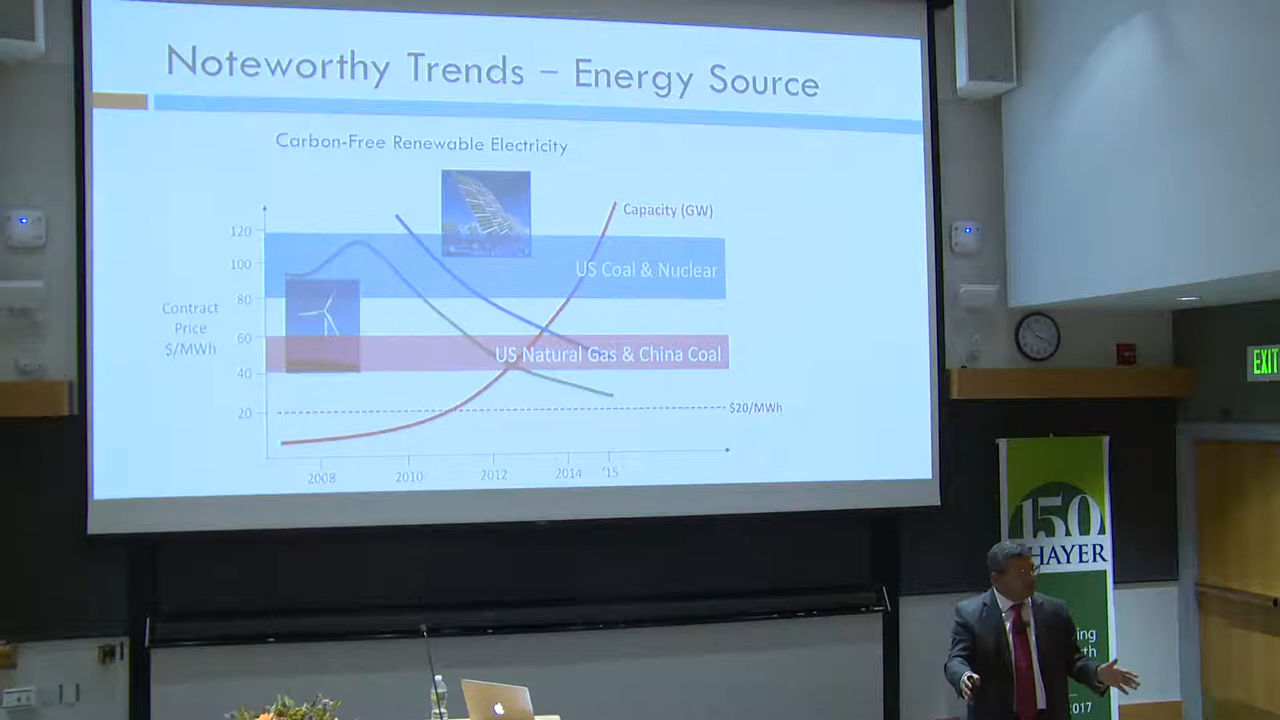 Noteworthy Trends – Energy Source
Carbon-Free Renewable Electricity
Capacity (GW)
120
100
80
60
40
20
Contract
Price
$/MWh
US Coal & Nuclear
US Natural Gas & China Coal
$20/MWh
2008
2010
2012
2014
'15
EXIT
150
2017